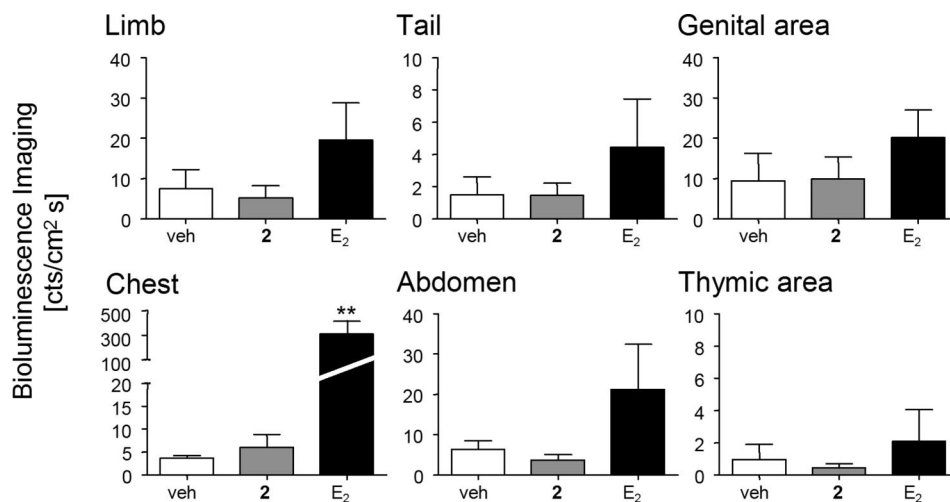 Limb
Tail
Genital area
40
30
20
10
0
veh
2
E₂
10
8
6
4
2
0
veh
2
E₂
40
30
20
10
0
veh
2
E₂
Bioluminescence Imaging
[cts/cm² s]
Chest
Abdomen
Thymic area
500
300
100
20
15
10
5
0
**
veh
2
E₂
40
30
20
10
0
veh
2
E₂
10
8
6
4
2
0
veh
2
E₂